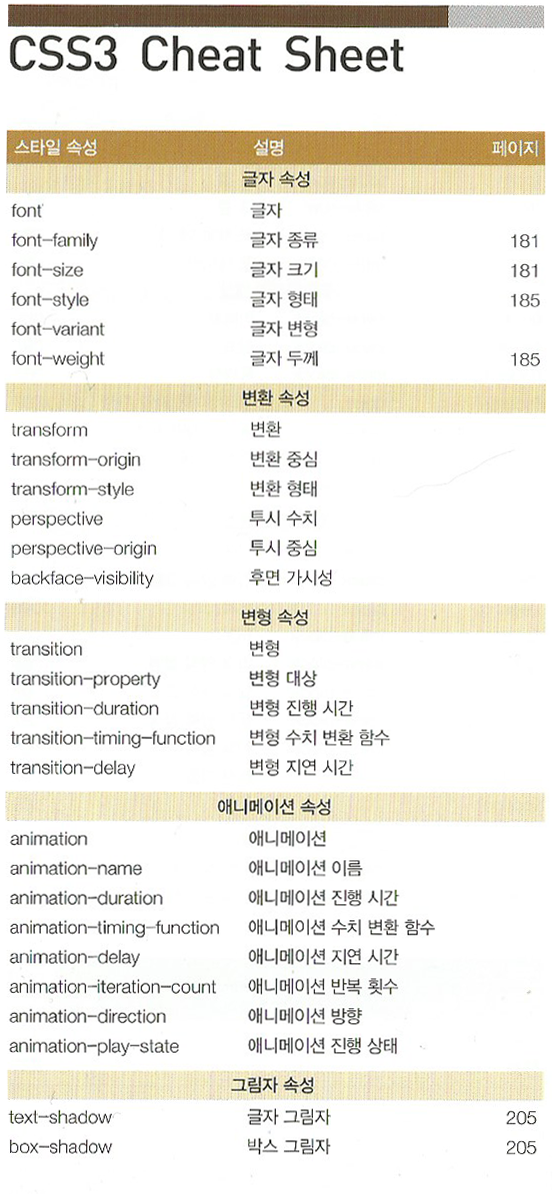 CSS3 Cheat Sheet
스타일 속성 설명 페이지
글자 속성
font 글자
font-family 글자 종류 181
font-size 글자 크기 181
font-style 글자 형태 185
font-variant 글자 변형
font-weight 글자 두께 185
변환 속성
transform 변환
transform-origin 변환 중심
transform-style 변환 형태
perspective 투시 수치
perspective-origin 투시 중심
backface-visibility 후면 가시성
변형 속성
transition 변형
transition-property 변형 대상
transition-duration 변형 진행 시간
transition-timing-function 변형 수치 변환 함수
transition-delay 변형 지연 시간
애니메이션 속성
animation 애니메이션
animation-name 애니메이션 이름
animation-duration 애니메이션 진행 시간
animation-timing-function 애니메이션 수치 변환 함수
animation-delay 애니메이션 지연 시간
animation-iteration-count 애니메이션 반복 횟수
animation-direction 애니메이션 방향
animation-play-state 애니메이션 진행 상태
그림자 속성
text-shadow 글자 그림자 205
box-shadow 박스 그림자 205